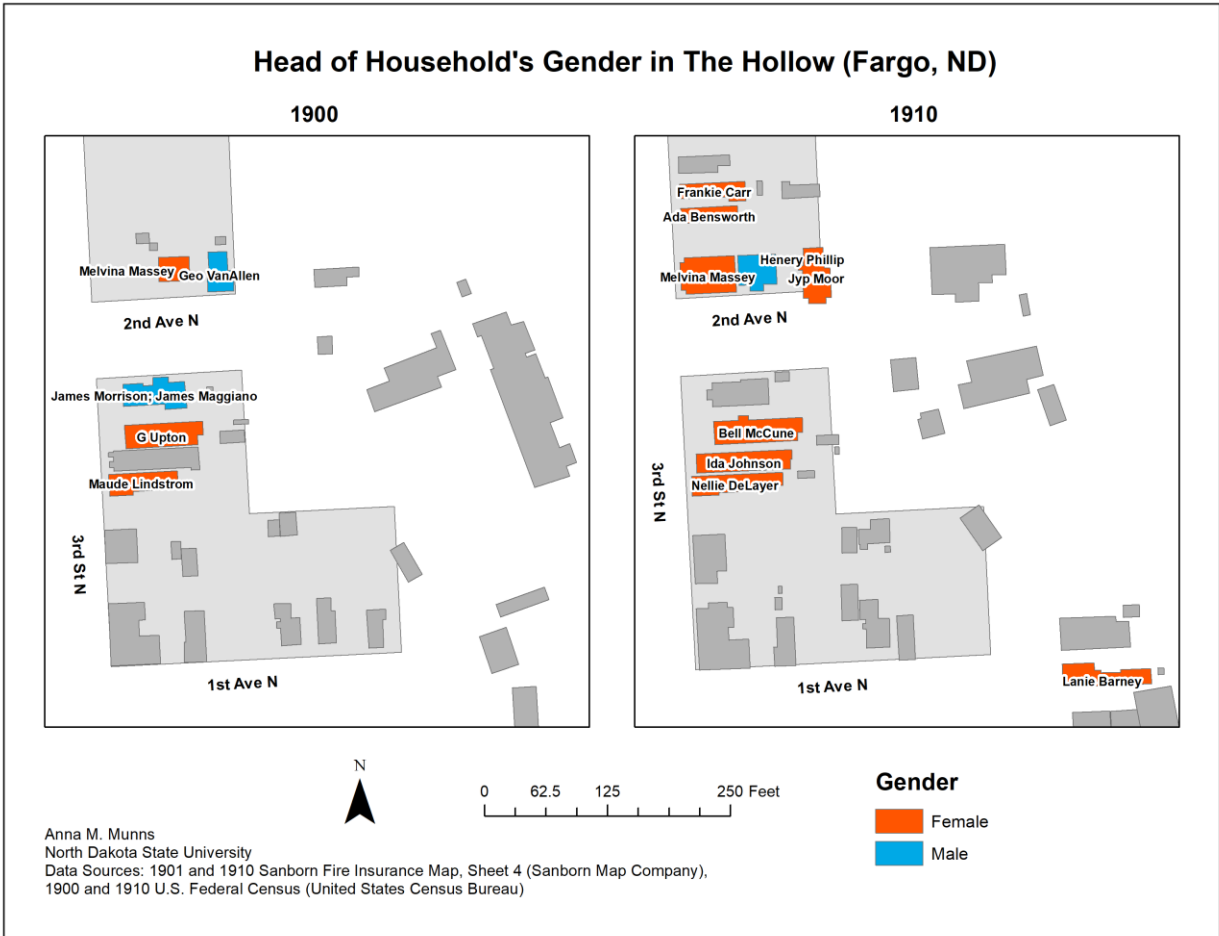 Head of Household's Gender in The Hollow (Fargo, ND)
1900
Melvina Massey
Geo VanAllen
2nd Ave N
James Morrison; James Maggiano
G Upton
Maude Lindstrom
3rd St N
1st Ave N
1910
Frankie Carr
Ada Bensworth
Henery Phillip
Melvina Massey
Jyp Moor
2nd Ave N
Bell McCune
Ida Johnson
Nellie DeLayer
3rd St N
1st Ave N
Lanie Barney
N
0 62.5 125 250 Feet
Gender
Female
Male
Anna M. Munns
North Dakota State University
Data Sources: 1901 and 1910 Sanborn Fire Insurance Map, Sheet 4 (Sanborn Map Company),
1900 and 1910 U.S. Federal Census (United States Census Bureau)